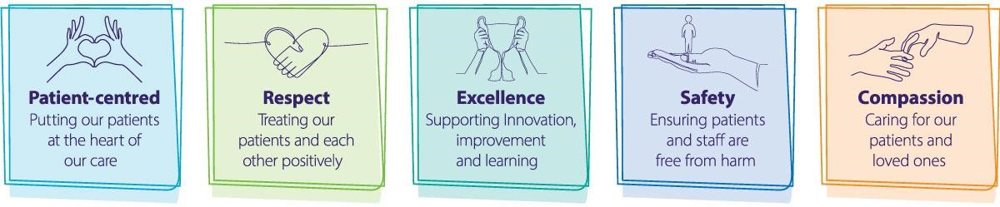 Patient-centred
Putting our patients
at the heart of
our care
Respect
Treating our
patients and each
other positively
Excellence
Supporting Innovation,
improvement
and learning
Safety
Ensuring patients
and staff are
free from harm
Compassion
Caring for our
patients and
loved ones